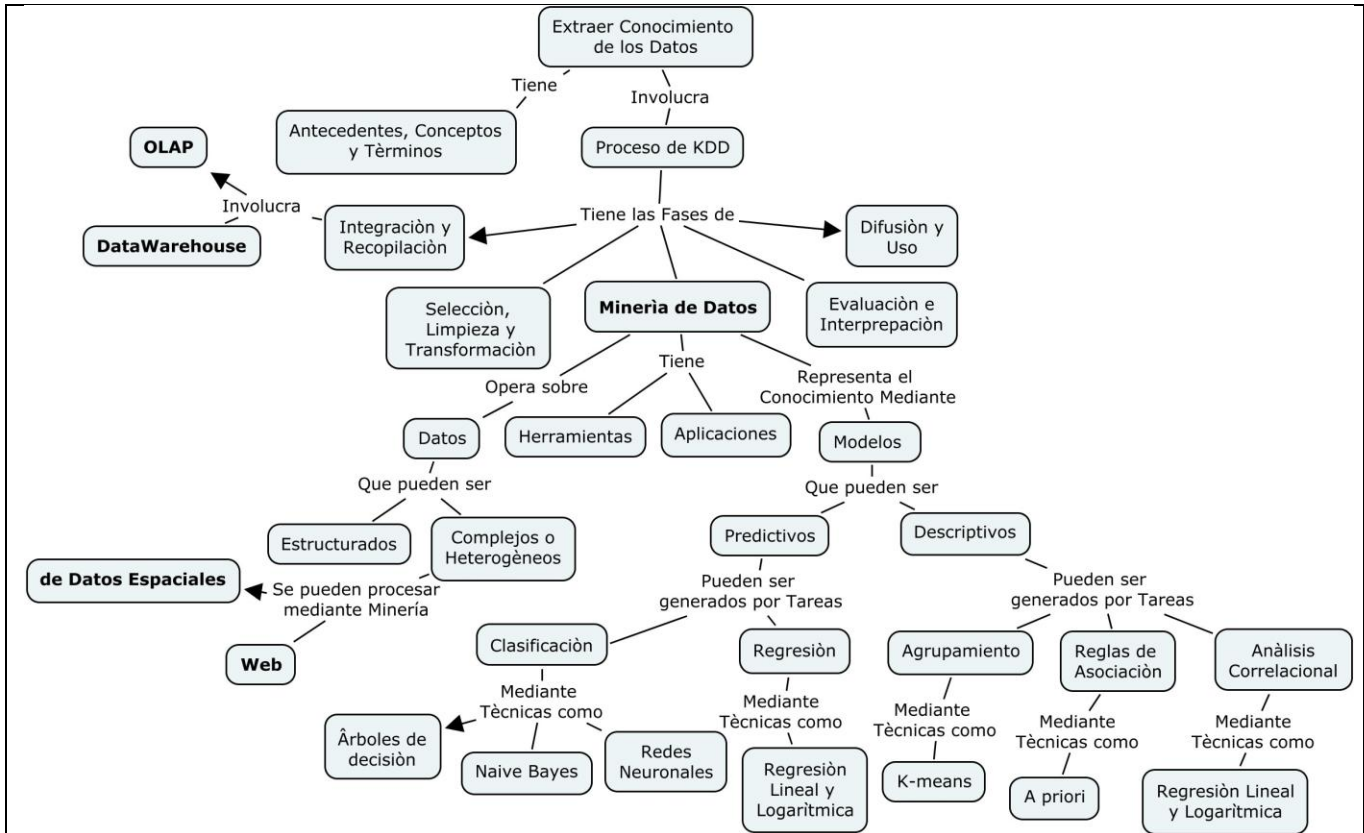 Extraer Conocimiento
de los Datos
Tiene
Involucra
Antecedentes, Conceptos
y Tèrminos
OLAP
Proceso de KDD
Involucra
Tiene las Fases de
Integraciòn y
Recopilaciòn
Difusiòn y
Uso
DataWarehouse
Selecciòn,
Limpieza y
Transformaciòn
Minerìa de Datos
Evaluaciòn e
Interprepaciòn
Opera sobre
Tiene
Representa el
Conocimiento Mediante
Datos
Herramientas
Aplicaciones
Modelos
Que pueden ser
Que pueden ser
Estructurados
Complejos o
Heterogèneos
Predictivos
Descriptivos
de Datos Espaciales
Se pueden procesar
mediante Minería
Pueden ser
generados por Tareas
Pueden ser
generados por Tareas
Web
Clasificaciòn
Regresiòn
Agrupamiento
Reglas de
Asociaciòn
Anàlisis
Correlacional
Mediante
Tècnicas como
Mediante
Tècnicas como
Mediante
Tècnicas como
Mediante
Tècnicas como
Mediante
Tècnicas como
Ârboles de
decisiòn
Naive Bayes
Redes
Neuronales
Regresiòn
Lineal y
Logarìtmica
K-means
A priori
Regresiòn Lineal
y Logarìtmica